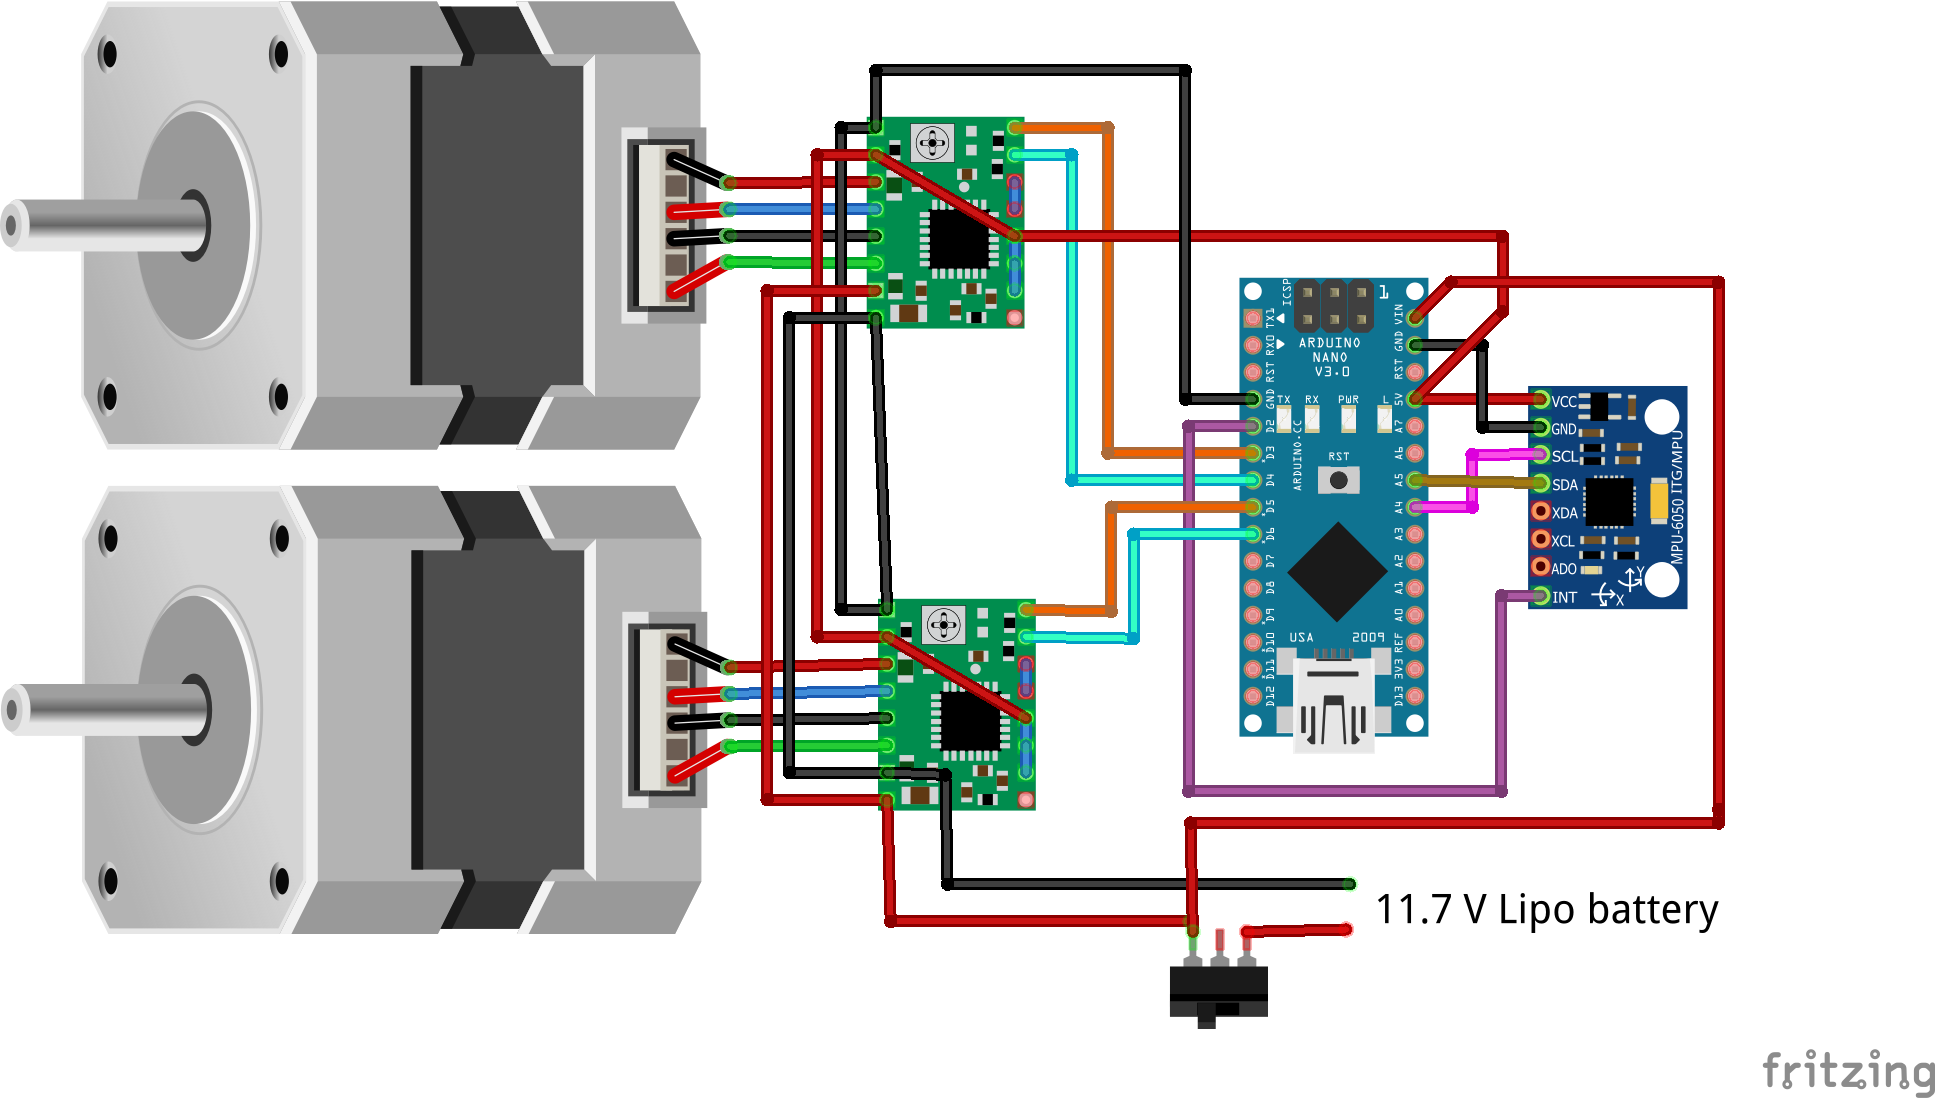 ICSP
1
TX1
RX0
RST
GND
D2
D3
D4
D5
D6
D7
D8
D9
D10
D11
D12
ARDUINO
NANO
V3.0
TX
RX
PWR
L
ARDUINO.CC
RST
USA
2009
VIN
GND
RST
5V
A7
A6
A5
A4
A3
A2
A1
A0
REF
3V3
D13
VCC
GND
SCL
SDA
XDA
XCL
ADO
INT
MPU-6050 ITG/MPU
Y
X
11.7 V Lipo battery
fritzing